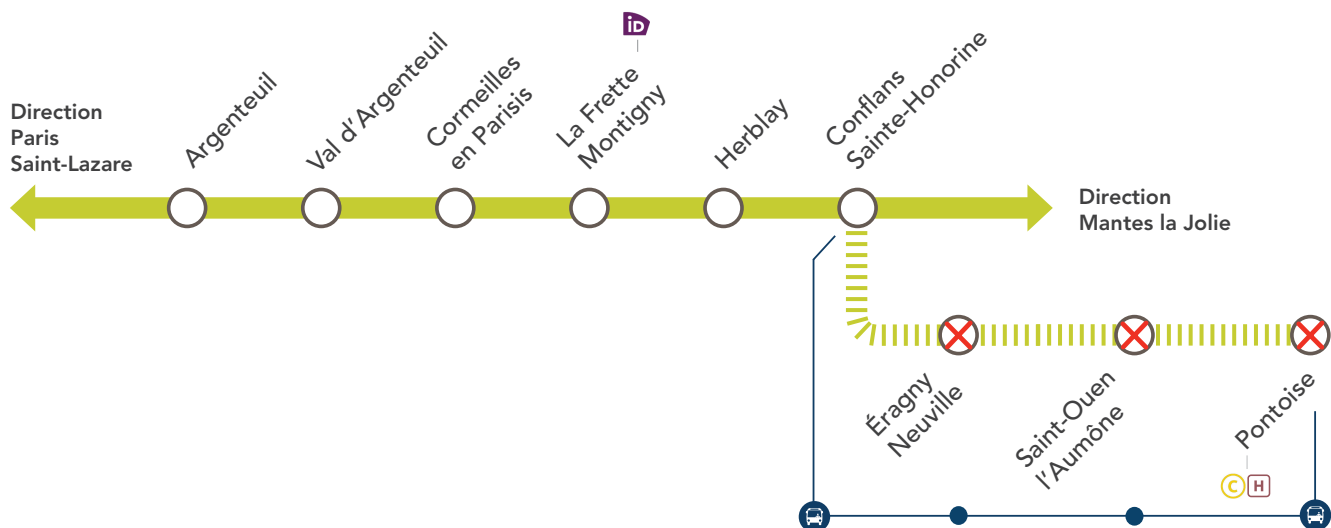 iD
Direction
Paris
Saint-Lazare
Argenteuil
Val d'Argenteuil
Cormeilles
en Parisis
La Frette
Montigny
Herblay
Conflans
Sainte-Honorine
Direction
Mantes la Jolie
Éragny
Neuville
Saint-Ouen
l'Aumône
Pontoise
C H